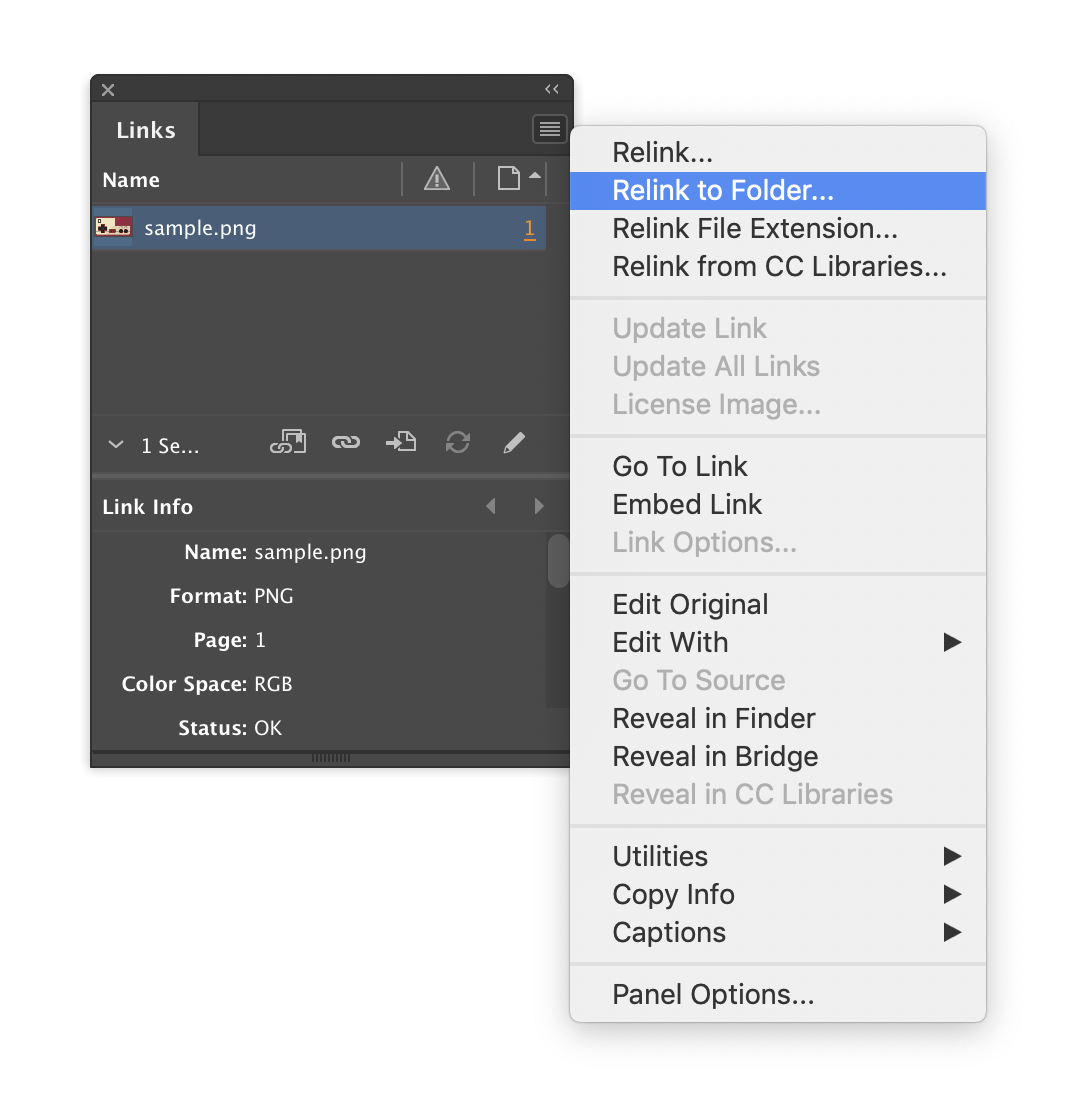 Links
Name
sample.png 1
1 Se...
Link Info
Name: sample.png
Format: PNG
Page: 1
Color Space: RGB
Status: OK
Relink...
Relink to Folder...
Relink File Extension...
Relink from CC Libraries...
Update Link
Update All Links
License Image...
Go To Link
Embed Link
Link Options...
Edit Original
Edit With
Go To Source
Reveal in Finder
Reveal in Bridge
Reveal in CC Libraries
Utilities
Copy Info
Captions
Panel Options...